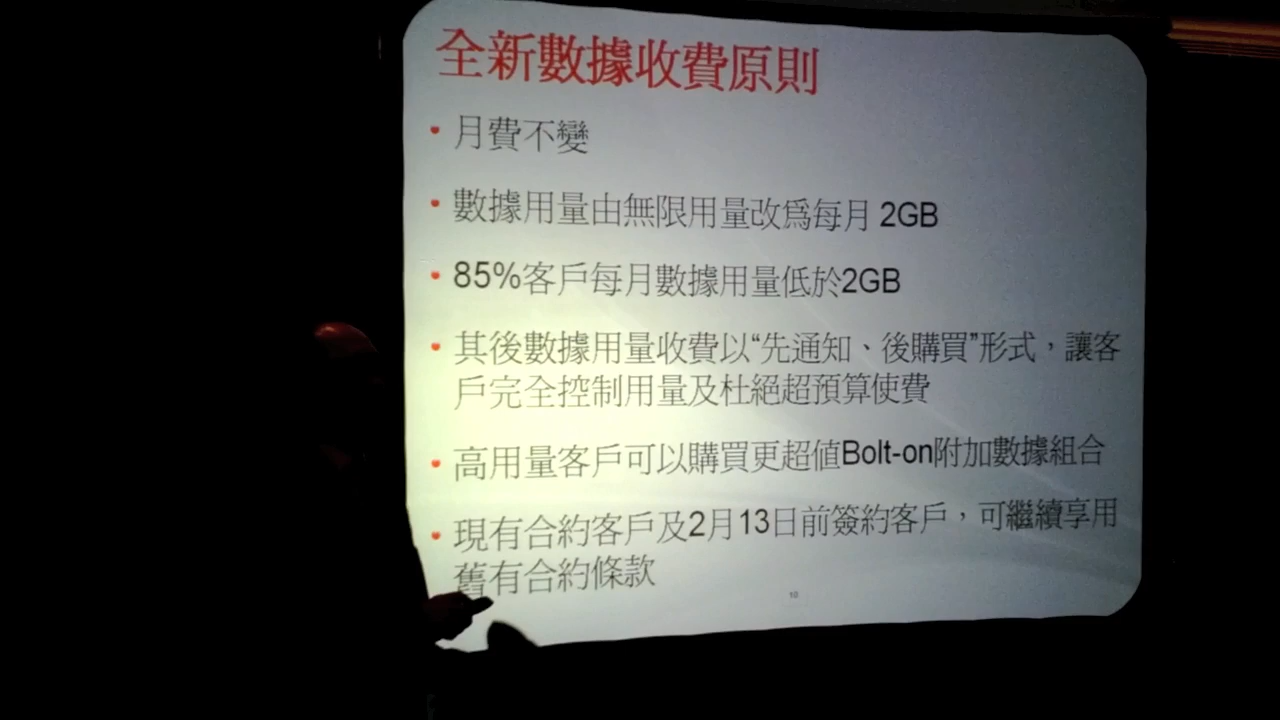 全新數據收費原則
• 月費不變
• 數據用量由無限用量改為每月 2GB
• 85%客戶每月數據用量低於2GB
• 其後數據用量收費以“先通知、後購買”形式，讓客
戶完全控制用量及杜絕超預算使費
• 高用量客戶可以購買更超值Bolt-on附加數據組合
• 現有合約客戶及2月13日前簽約客戶，可繼續享用
舊有合約條款
10